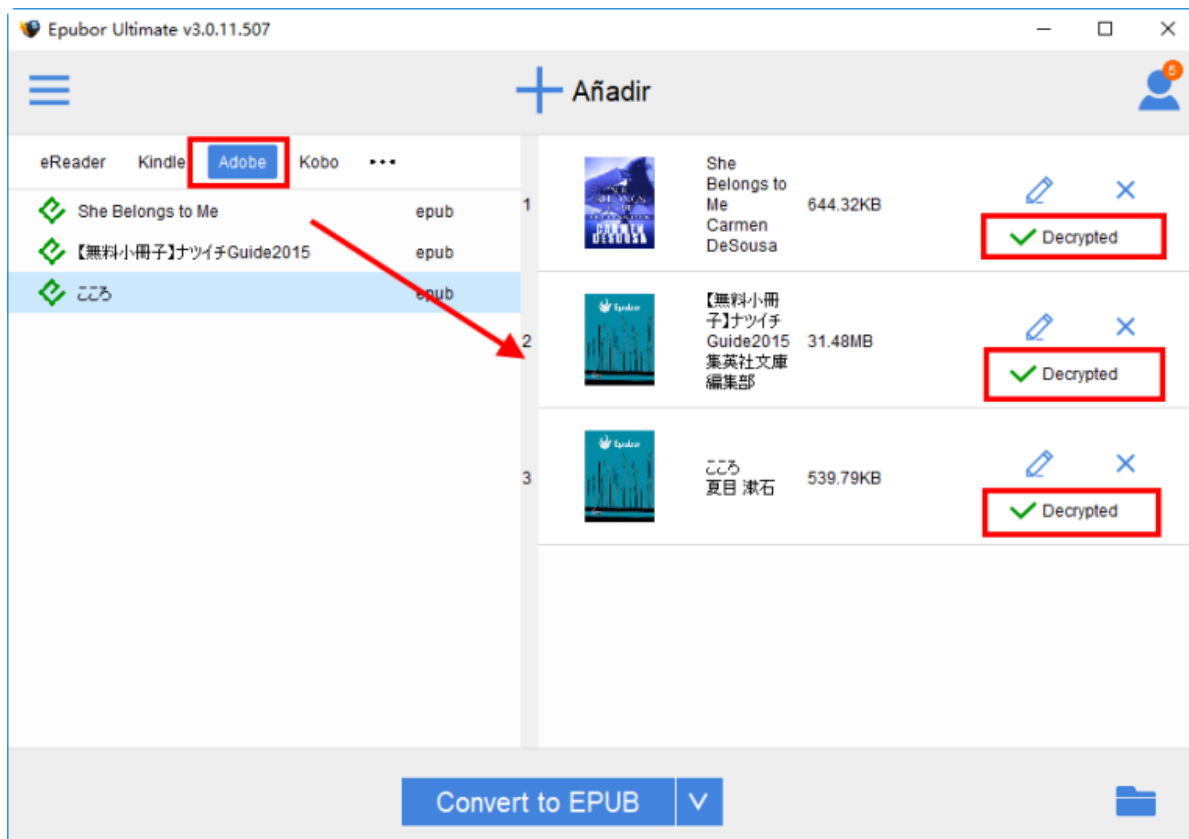 Epubor Ultimate v3.0.11.507
Añadir
5
eReader Kindle Adobe Kobo •••
She Belongs to Me epub
【無料小冊子】ナツイチGuide2015 epub
こころ epub
1
She
Belongs to
Me
Carmen
DeSousa
644.32KB
Decrypted
2
Epubor
【無料小冊
子】ナツイチ
Guide2015
集英社文庫
編集部
31.48MB
Decrypted
3
Epubor
こころ
夏目 漱石
539.79KB
Decrypted
Convert to EPUB